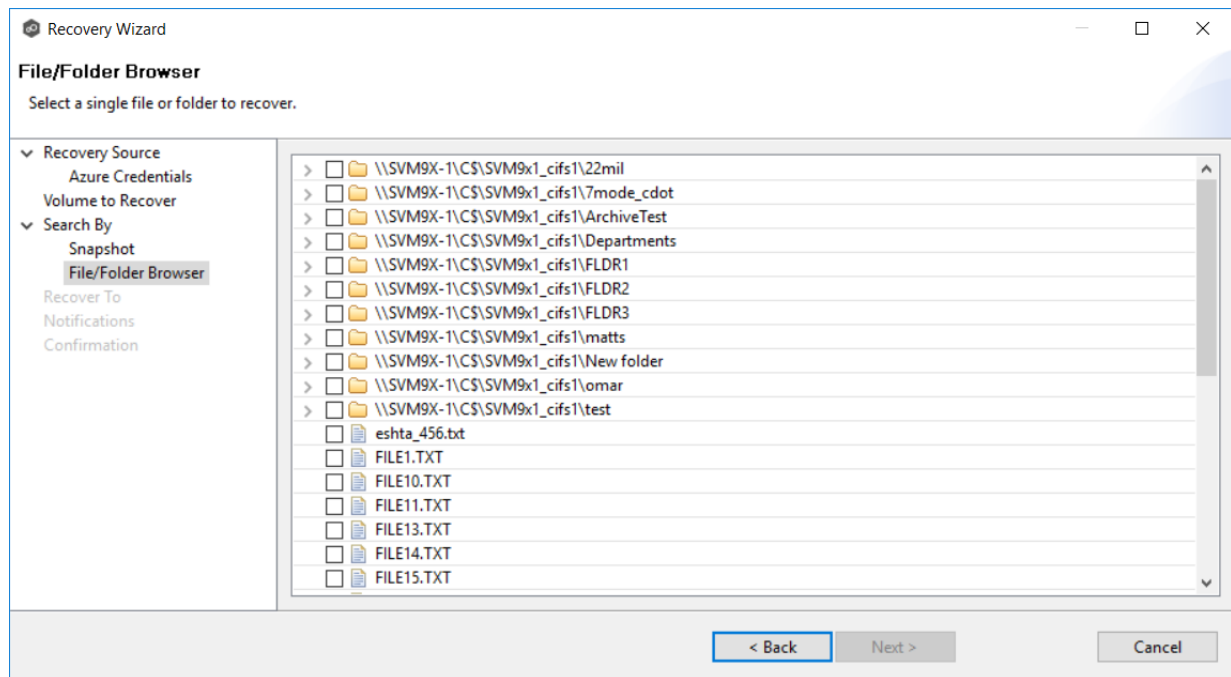 Recovery Wizard
File/Folder Browser
Select a single file or folder to recover.
Recovery Source
Azure Credentials
Volume to Recover
Search By
Snapshot
File/Folder Browser
Recover To
Notifications
Confirmation
\\SVM9X-1\C$\SVM9x1_cifs1\22mil
\\SVM9X-1\C$\SVM9x1_cifs1\7mode_cdot
\\SVM9X-1\C$\SVM9x1_cifs1\ArchiveTest
\\SVM9X-1\C$\SVM9x1_cifs1\Departments
\\SVM9X-1\C$\SVM9x1_cifs1\FLDR1
\\SVM9X-1\C$\SVM9x1_cifs1\FLDR2
\\SVM9X-1\C$\SVM9x1_cifs1\FLDR3
\\SVM9X-1\C$\SVM9x1_cifs1\matts
\\SVM9X-1\C$\SVM9x1_cifs1\New folder
\\SVM9X-1\C$\SVM9x1_cifs1\omar
\\SVM9X-1\C$\SVM9x1_cifs1\test
eshta_456.txt
FILE1.TXT
FILE10.TXT
FILE11.TXT
FILE13.TXT
FILE14.TXT
FILE15.TXT
< Back
Next >
Cancel